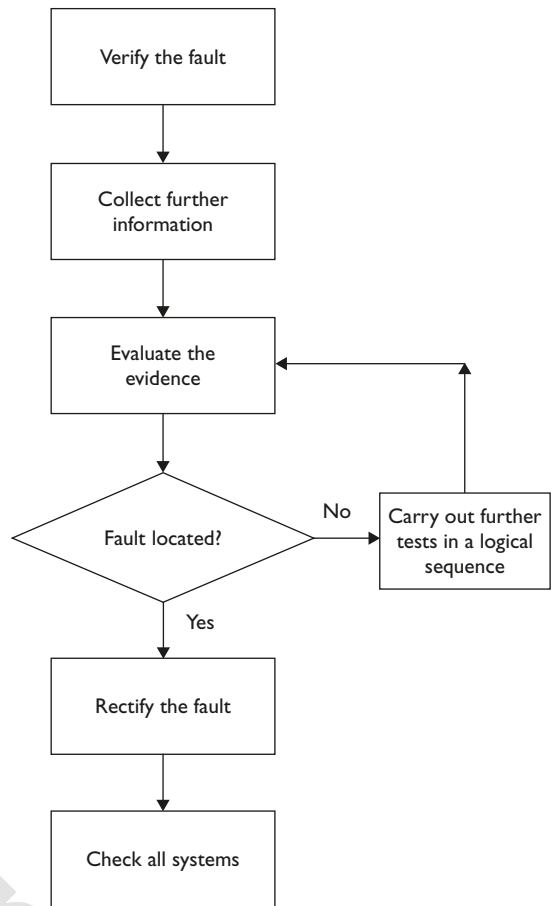 Verify the fault
Collect further
information
Evaluate the
evidence
Fault located?
No
Carry out further
tests in a logical
sequence
Yes
Rectify the fault
Check all systems